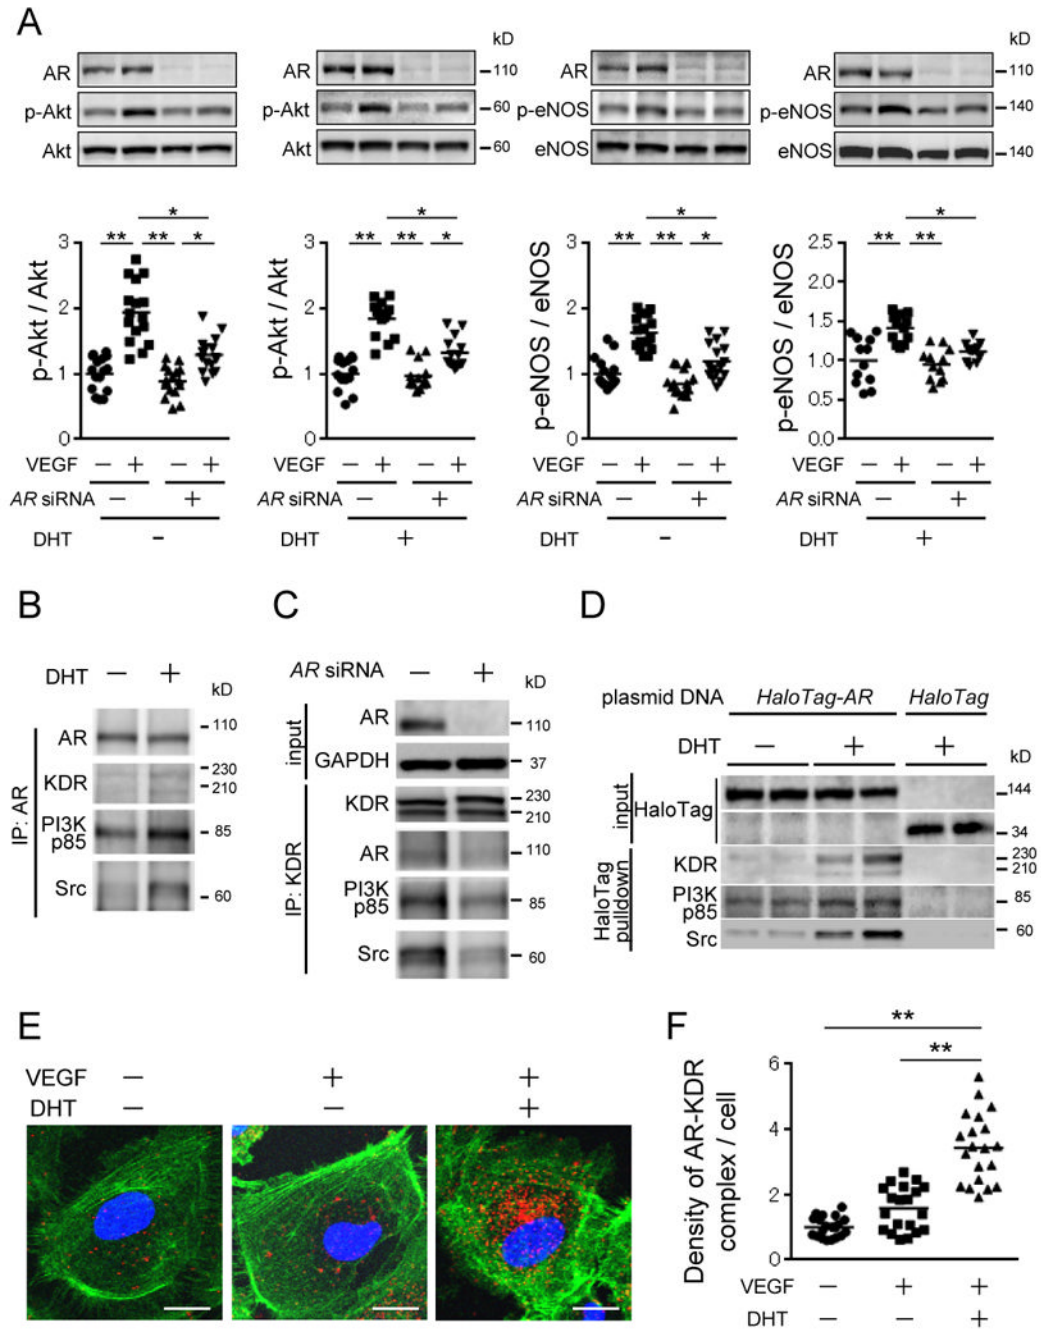 A
kD
kD
AR
AR
110
AR
AR
110
p-Akt
p-Akt
60
p-eNOS
p-eNOS
140
Akt
Akt
60
eNOS
eNOS
140
p-Akt / Akt
3
2
1
0
** ** * *
VEGF − + − +
AR siRNA − +
DHT −
p-Akt / Akt
3
2
1
0
** ** * *
VEGF − + − +
AR siRNA − +
DHT +
p-eNOS / eNOS
3
2
1
0
** ** * *
VEGF − + − +
AR siRNA − +
DHT −
p-eNOS / eNOS
2.5
2.0
1.5
1.0
0.5
0.0
** ** *
VEGF − + − +
AR siRNA − +
DHT +
B
DHT − +
kD
IP: AR
AR 110
KDR 230
210
PI3K
p85 85
Src 60
C
AR siRNA − +
kD
input
AR 110
GAPDH 37
IP: KDR
KDR 230
210
AR 110
PI3K
p85 85
Src 60
D
plasmid DNA HaloTag-AR HaloTag
DHT − + +
kD
input
HaloTag 144
34
HaloTag
pulldown
KDR 230
210
PI3K
p85 85
Src 60
E
VEGF − + +
DHT − − +
F
Density of AR-KDR
complex / cell
** **
6
4
2
0
VEGF − + +
DHT − − +